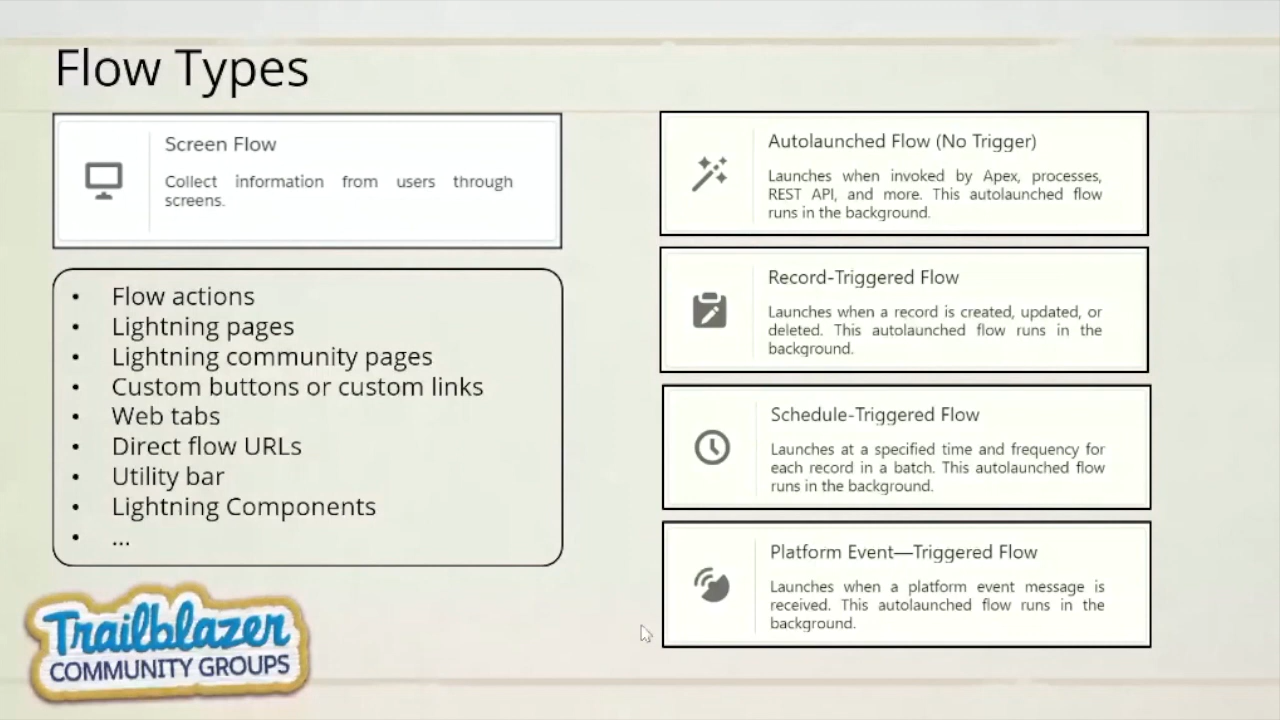 Flow Types
Screen Flow
Collect information from users through
screens.
• Flow actions
• Lightning pages
• Lightning community pages
• Custom buttons or custom links
• Web tabs
• Direct flow URLs
• Utility bar
• Lightning Components
• ...
Autolaunched Flow (No Trigger)
Launches when invoked by Apex, processes,
REST API, and more. This autolaunched flow
runs in the background.
Record-Triggered Flow
Launches when a record is created, updated, or
deleted. This autolaunched flow runs in the
background.
Schedule-Triggered Flow
Launches at a specified time and frequency for
each record in a batch. This autolaunched flow
runs in the background.
Platform Event—Triggered Flow
Launches when a platform event message is
received. This autolaunched flow runs in the
background.
Trailblazer
COMMUNITY GROUPS